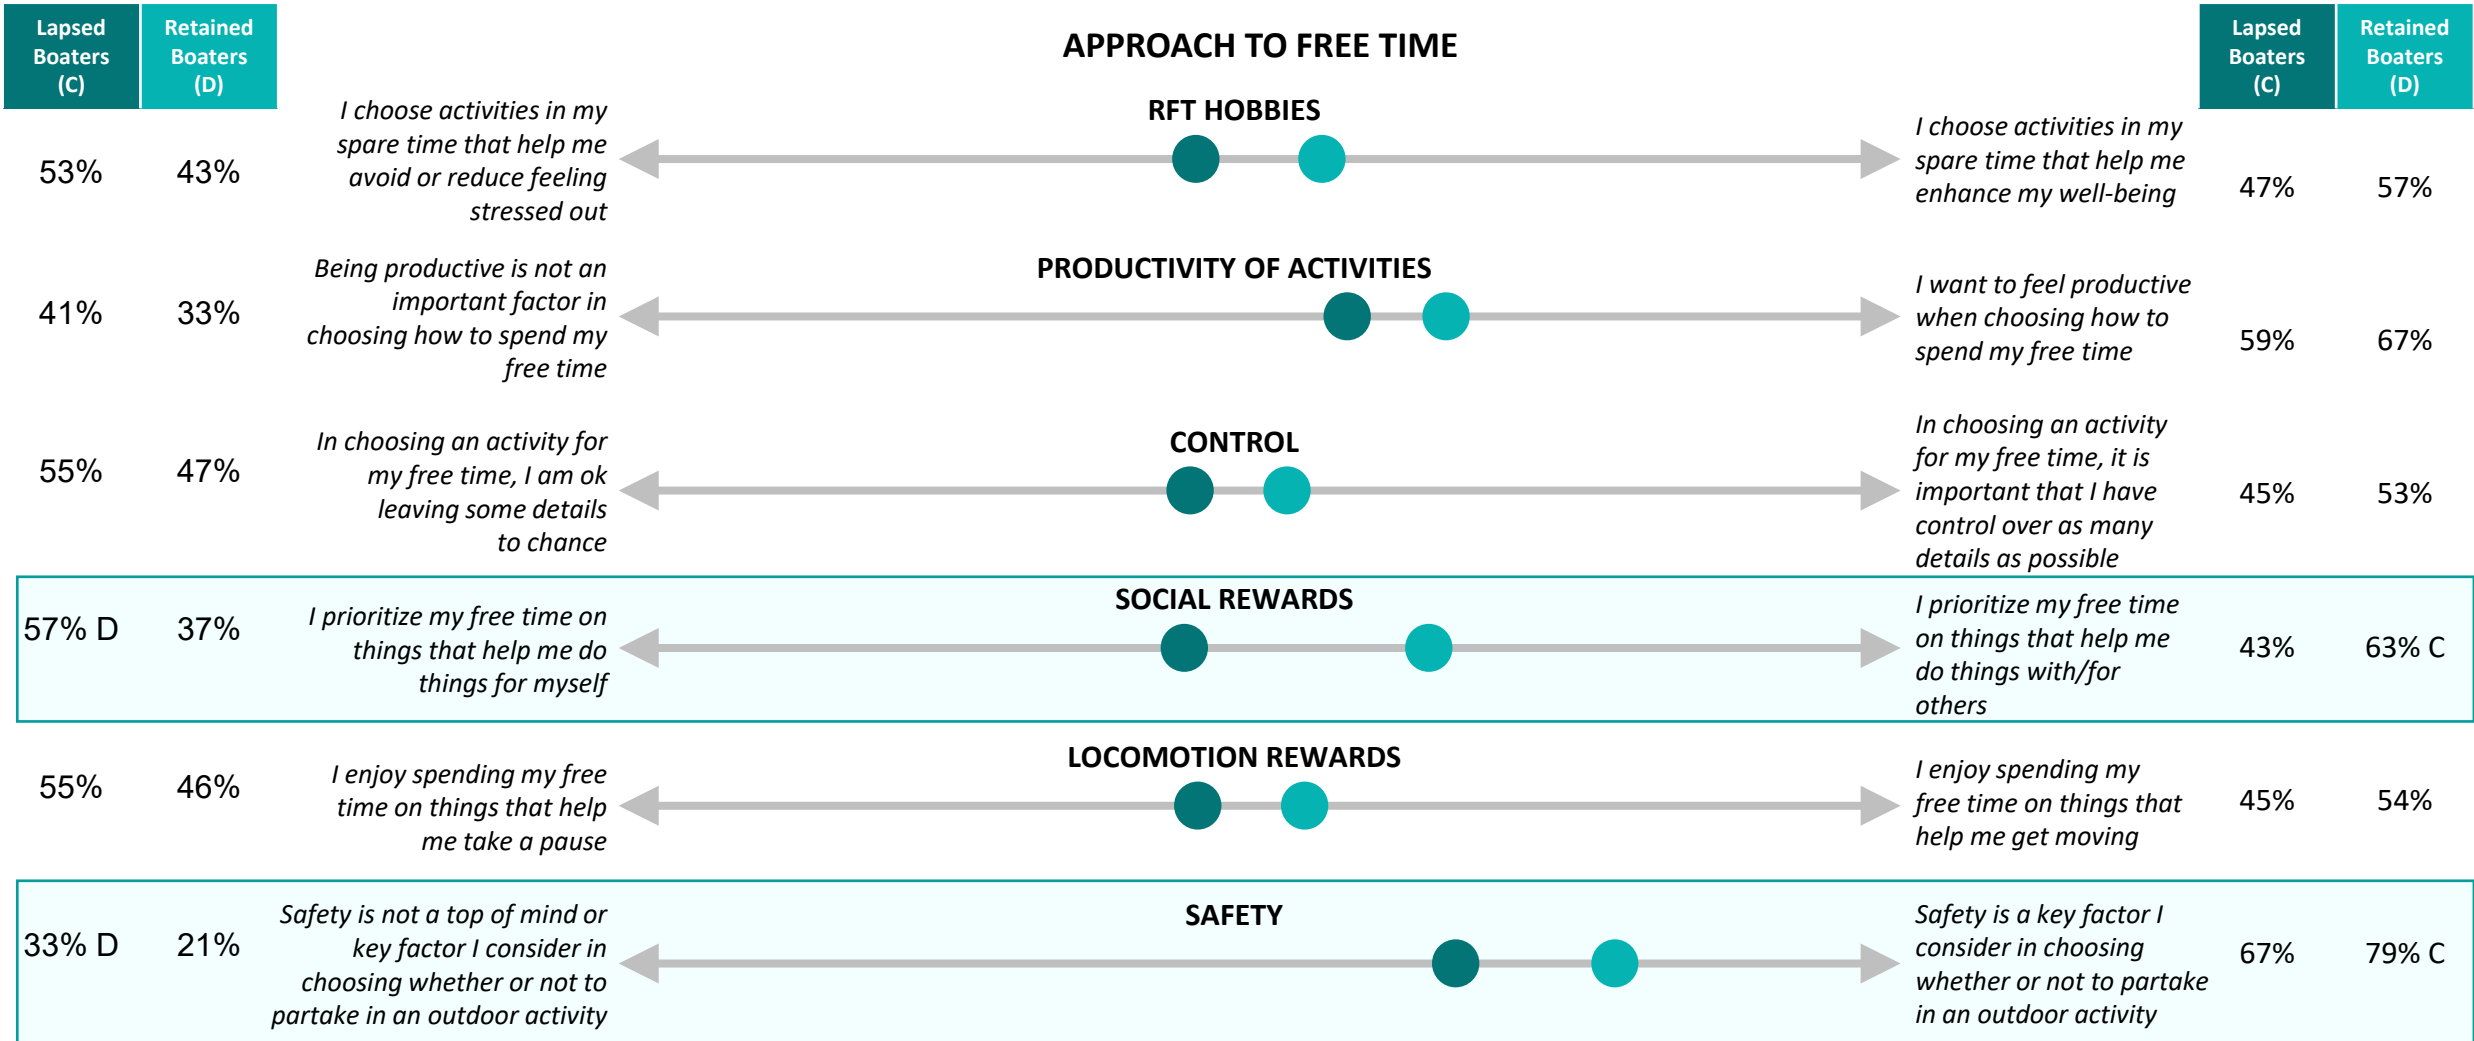 Lapsed
Boaters
(C)
Retained
Boaters
(D)
APPROACH TO FREE TIME
Lapsed
Boaters
(C)
Retained
Boaters
(D)
53%
43%
I choose activities in my
spare time that help me
avoid or reduce feeling
stressed out
RFT HOBBIES
I choose activities in my
spare time that help me
enhance my well-being
47%
57%
41%
33%
Being productive is not an
important factor in
choosing how to spend my
free time
PRODUCTIVITY OF ACTIVITIES
I want to feel productive
when choosing how to
spend my free time
59%
67%
55%
47%
In choosing an activity for
my free time, I am ok
leaving some details
to chance
CONTROL
In choosing an activity
for my free time, it is
important that I have
control over as many
details as possible
45%
53%
57% D
37%
I prioritize my free time on
things that help me do
things for myself
SOCIAL REWARDS
I prioritize my free time
on things that help me
do things with/for
others
43%
63% C
55%
46%
I enjoy spending my free
time on things that help
me take a pause
LOCOMOTION REWARDS
I enjoy spending my
free time on things that
help me get moving
45%
54%
33% D
21%
Safety is not a top of mind or
key factor I consider in
choosing whether or not to
partake in an outdoor activity
SAFETY
Safety is a key factor I
consider in choosing
whether or not to partake
in an outdoor activity
67%
79% C